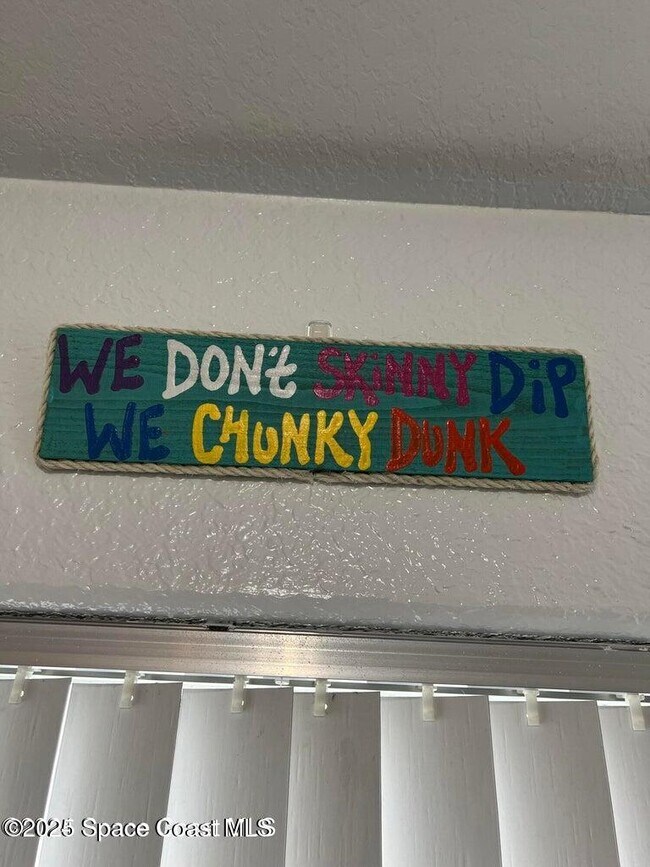 WE DON't SKiNNY DiP
WE CHUNKY DUNK
©2025 Space Coast MLS